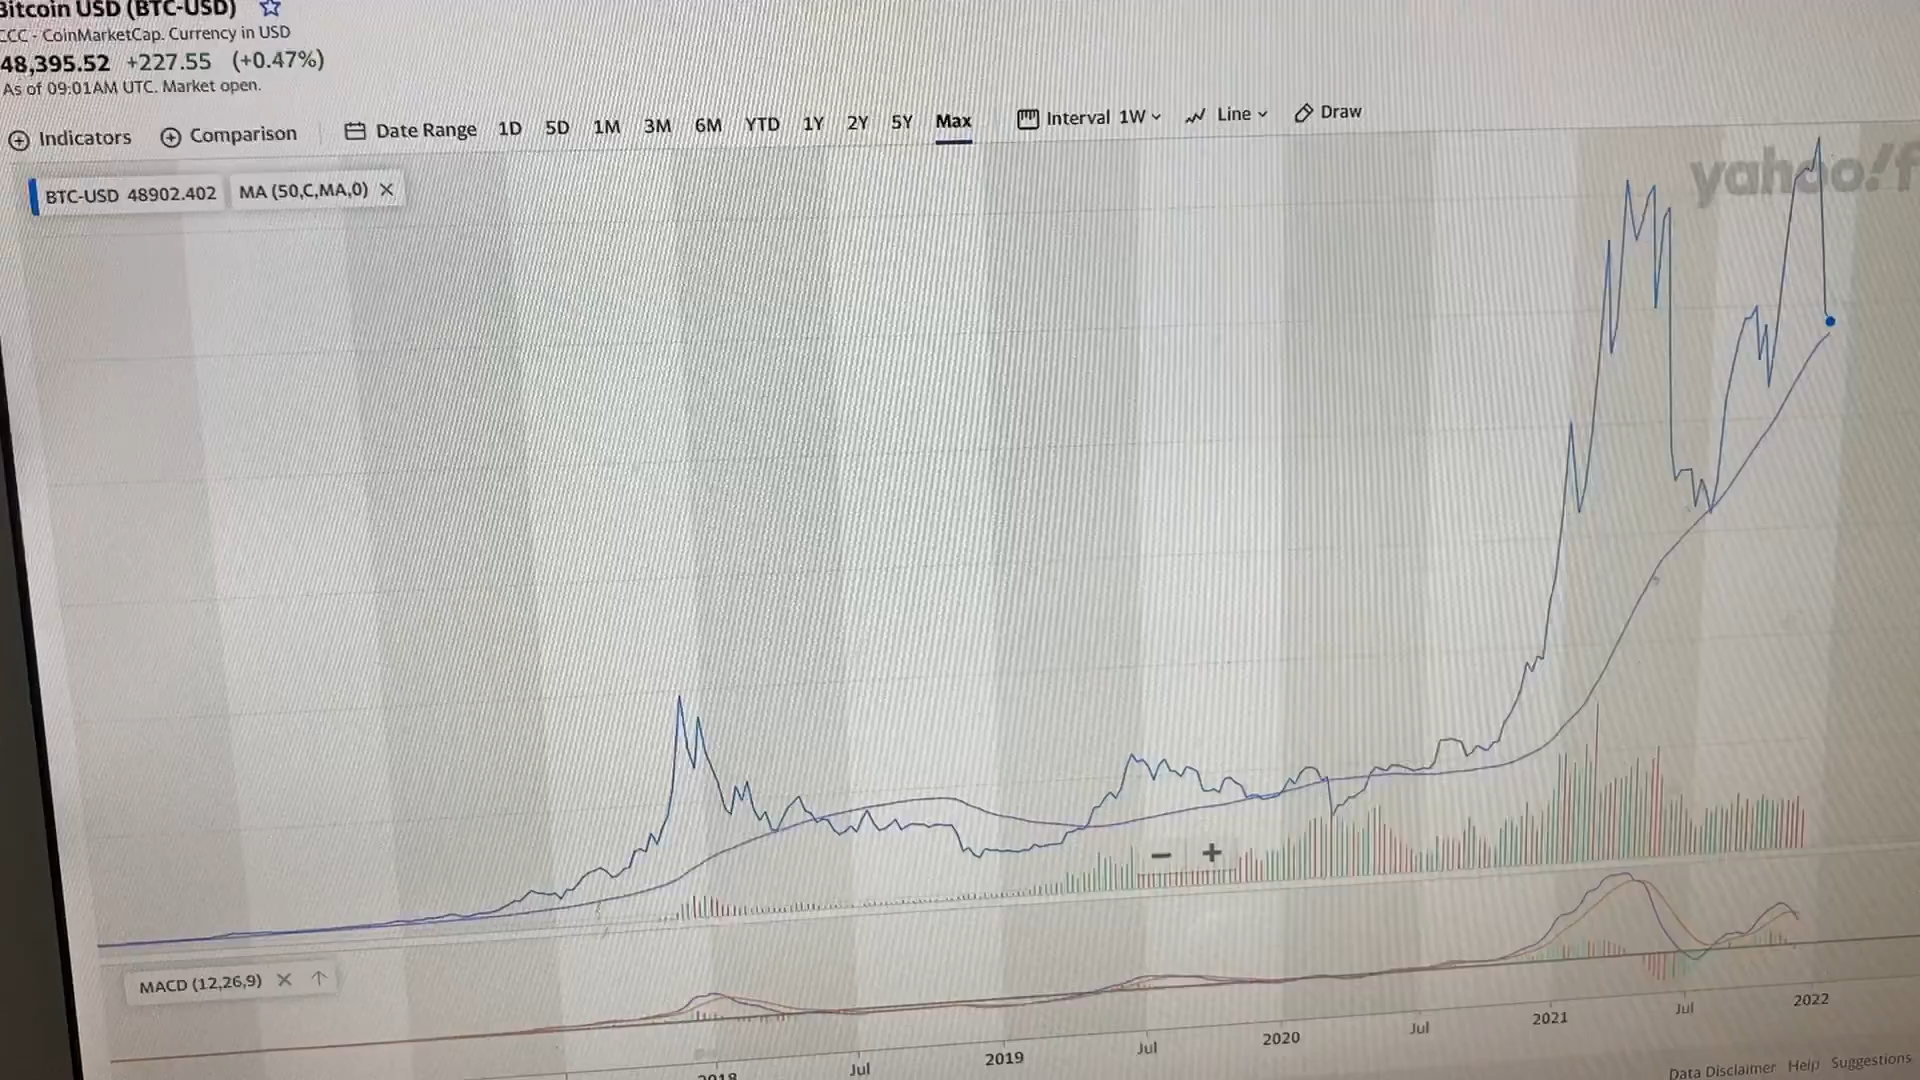 Bitcoin USD (BTC-USD)
CCC - CoinMarketCap. Currency in USD
48,395.52 +227.55 (+0.47%)
As of 09:01AM UTC. Market open.
Indicators Comparison Date Range 1D 5D 1M 3M 6M YTD 1Y 2Y 5Y Max Interval 1W Line Draw
BTC-USD 48902.402 MA (50,C,MA,0)
yahoo!f
MACD (12,26,9)
2018 Jul 2019 Jul 2020 Jul 2021 Jul 2022
Data Disclaimer Help Suggestions